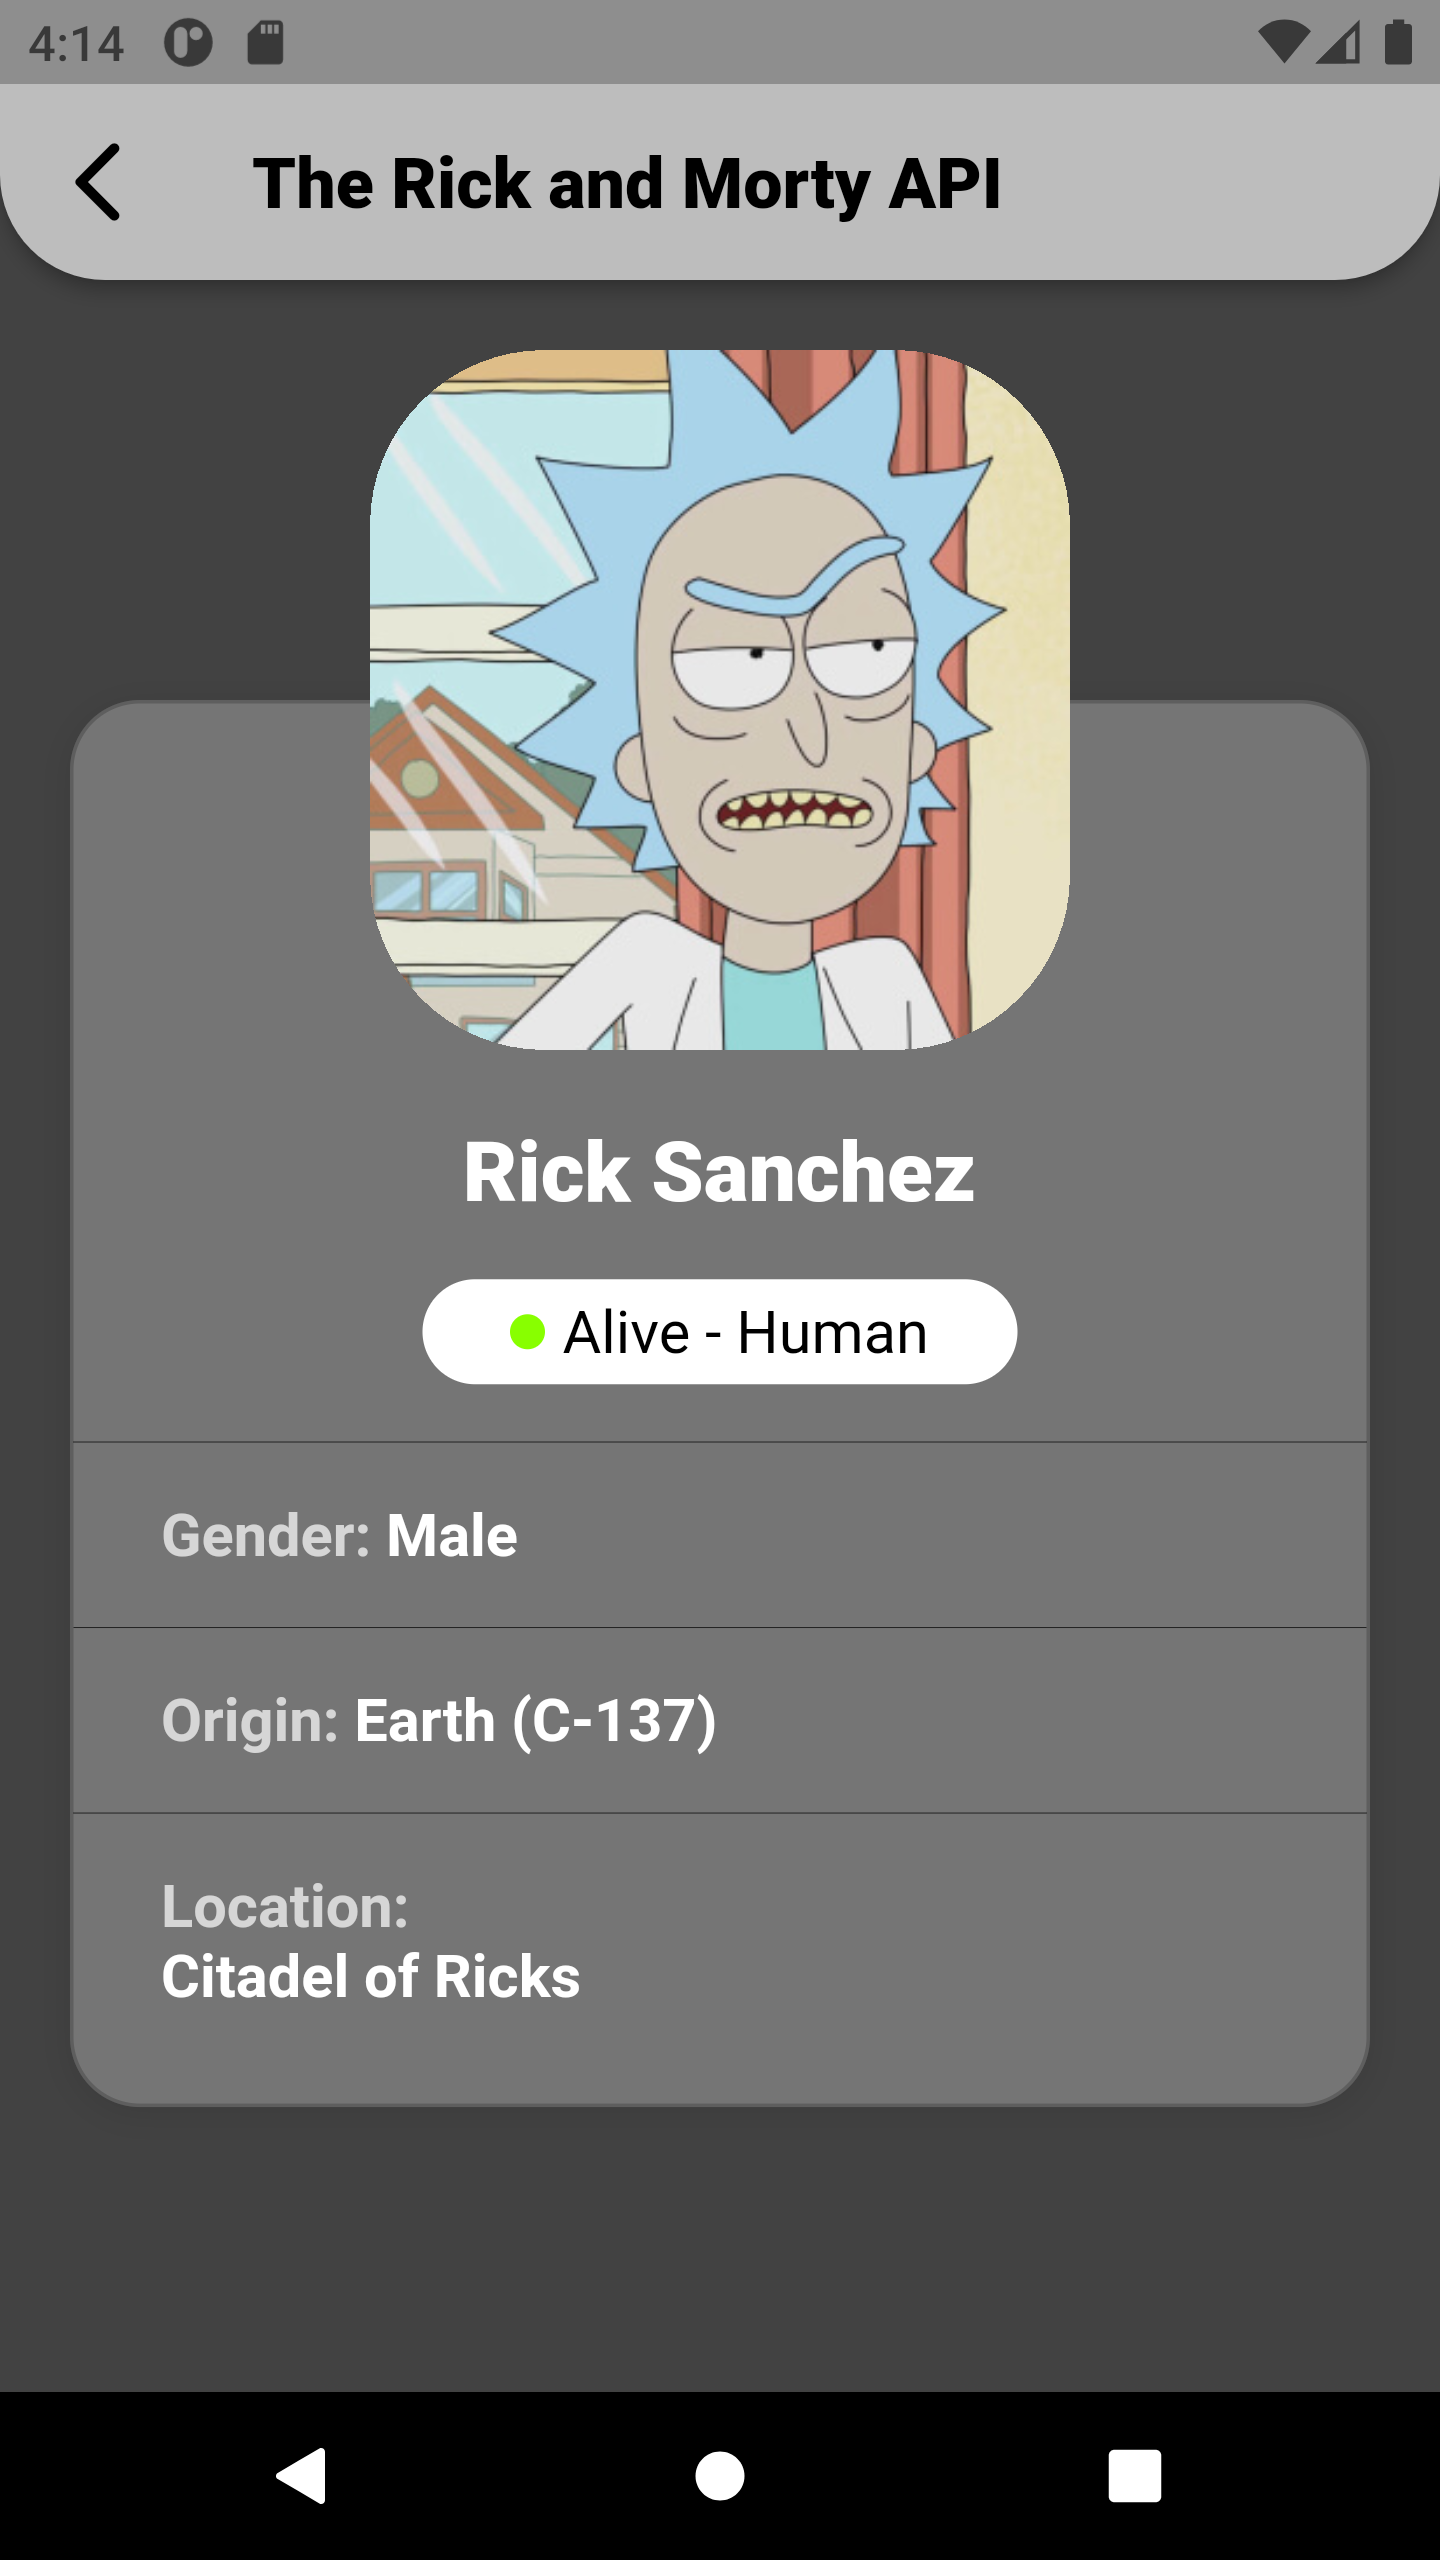 4:14
The Rick and Morty API
Rick Sanchez
Alive - Human
Gender: Male
Origin: Earth (C-137)
Location:
Citadel of Ricks